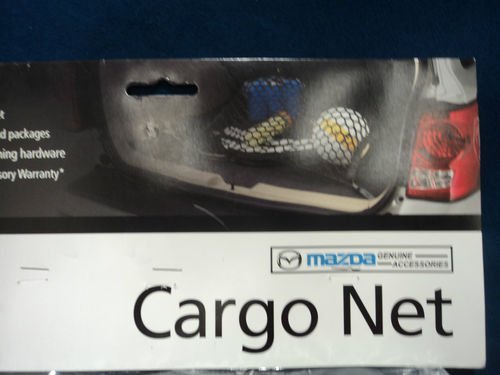 d packages
ning hardware
sory Warranty*
mazda GENUINE ACCESSORIES
Cargo Net